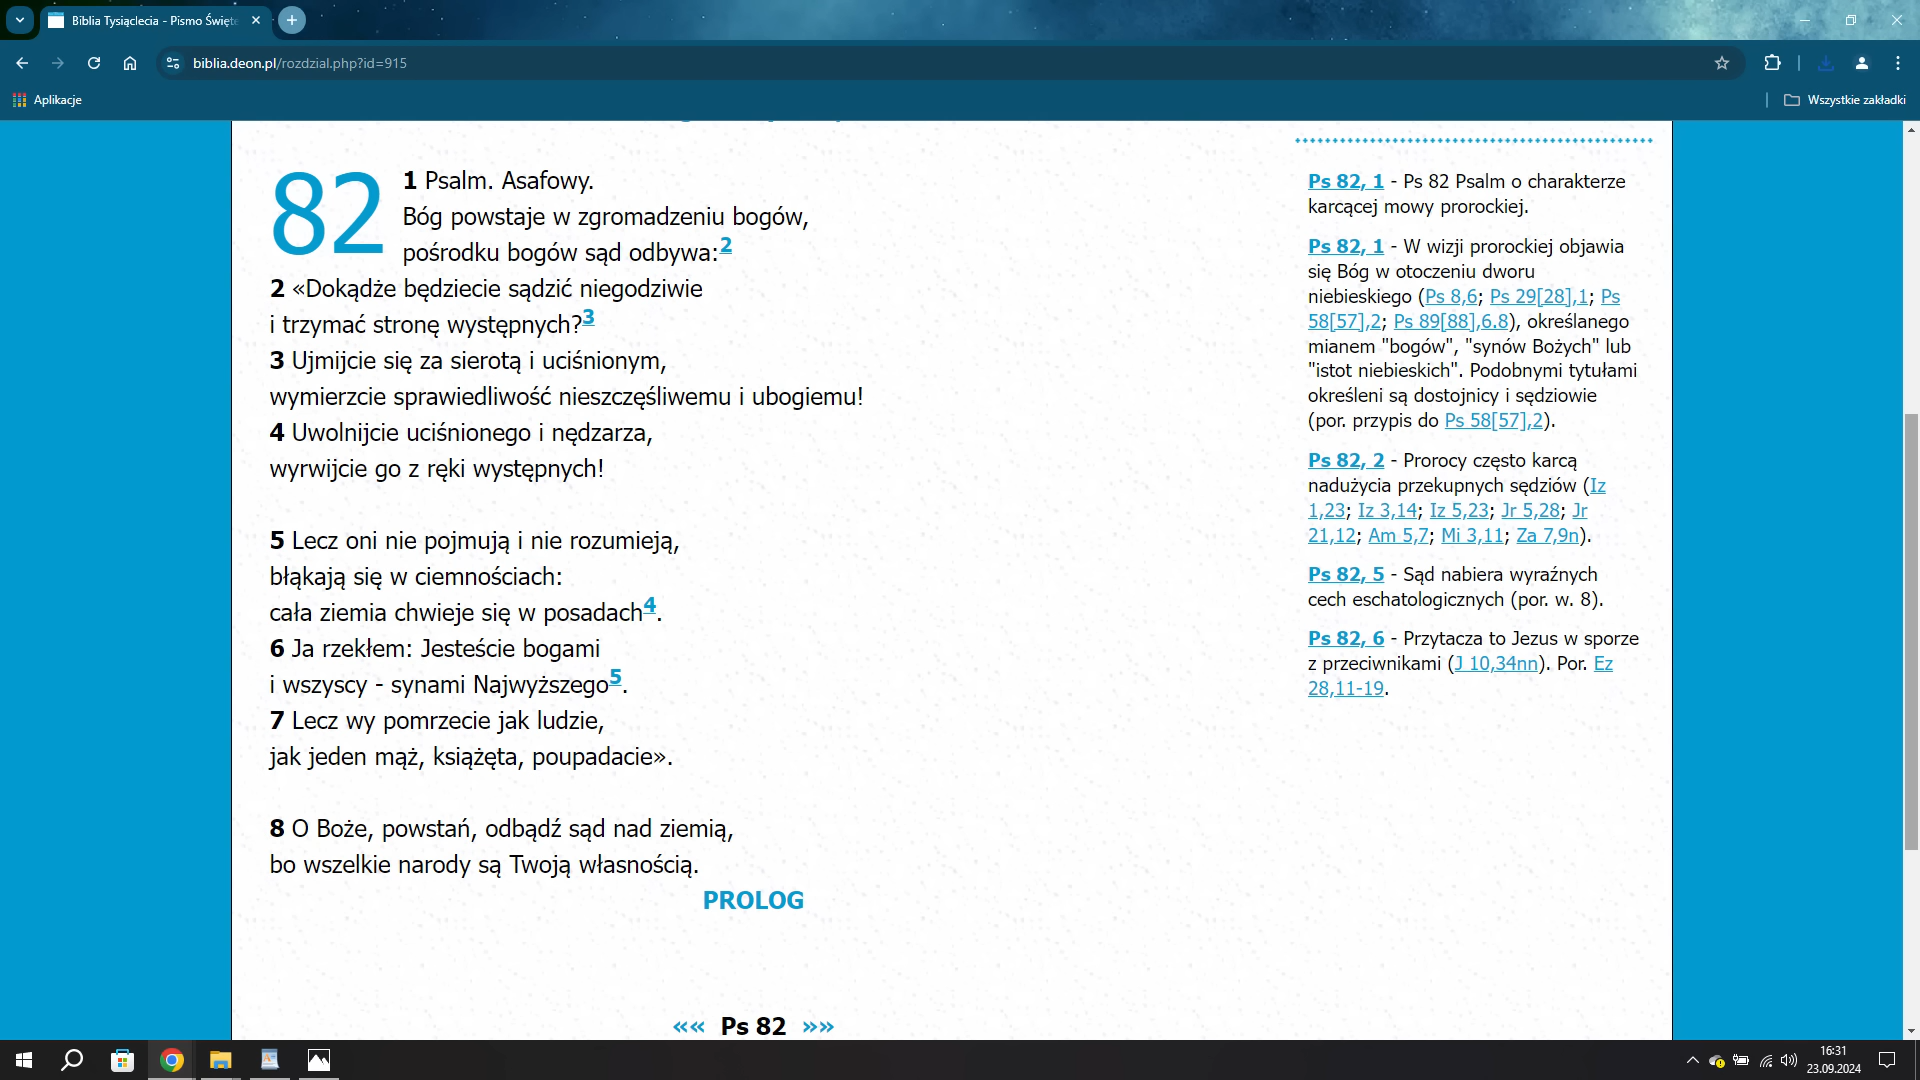 Biblia Tysiąclecia - Pismo Święte
biblia.deon.pl/rozdzial.php?id=915
Aplikacje
Wszystkie zakładki
82
1 Psalm. Asafowy.
Bóg powstaje w zgromadzeniu bogów,
pośrodku bogów sąd odbywa:2
2 «Dokądże będziecie sądzić niegodziwie
i trzymać stronę występnych?3
3 Ujmijcie się za sierotą i uciśnionym,
wymierzcie sprawiedliwość nieszczęśliwemu i ubogiemu!
4 Uwolnijcie uciśnionego i nędzarza,
wyrwijcie go z ręki występnych!
5 Lecz oni nie pojmują i nie rozumieją,
błąkają się w ciemnościach:
cała ziemia chwieje się w posadach4.
6 Ja rzekłem: Jesteście bogami
i wszyscy - synami Najwyższego5.
7 Lecz wy pomrzecie jak ludzie,
jak jeden mąż, książęta, poupadacie».
8 O Boże, powstań, odbądź sąd nad ziemią,
bo wszelkie narody są Twoją własnością.
PROLOG
«« Ps 82 »»
Ps 82, 1 - Ps 82 Psalm o charakterze
karcącej mowy prorockiej.
Ps 82, 1 - W wizji prorockiej objawia
się Bóg w otoczeniu dworu
niebieskiego (Ps 8,6; Ps 29[28],1; Ps
58[57],2; Ps 89[88],6.8), określanego
mianem "bogów", "synów Bożych" lub
"istot niebieskich". Podobnymi tytułami
określeni są dostojnicy i sędziowie
(por. przypis do Ps 58[57],2).
Ps 82, 2 - Prorocy często karcą
nadużycia przekupnych sędziów (Iz
1,23; Iz 3,14; Iz 5,23; Jr 5,28; Jr
21,12; Am 5,7; Mi 3,11; Za 7,9n).
Ps 82, 5 - Sąd nabiera wyraźnych
cech eschatologicznych (por. w. 8).
Ps 82, 6 - Przytacza to Jezus w sporze
z przeciwnikami (J 10,34nn). Por. Ez
28,11-19.
16:31
23.09.2024